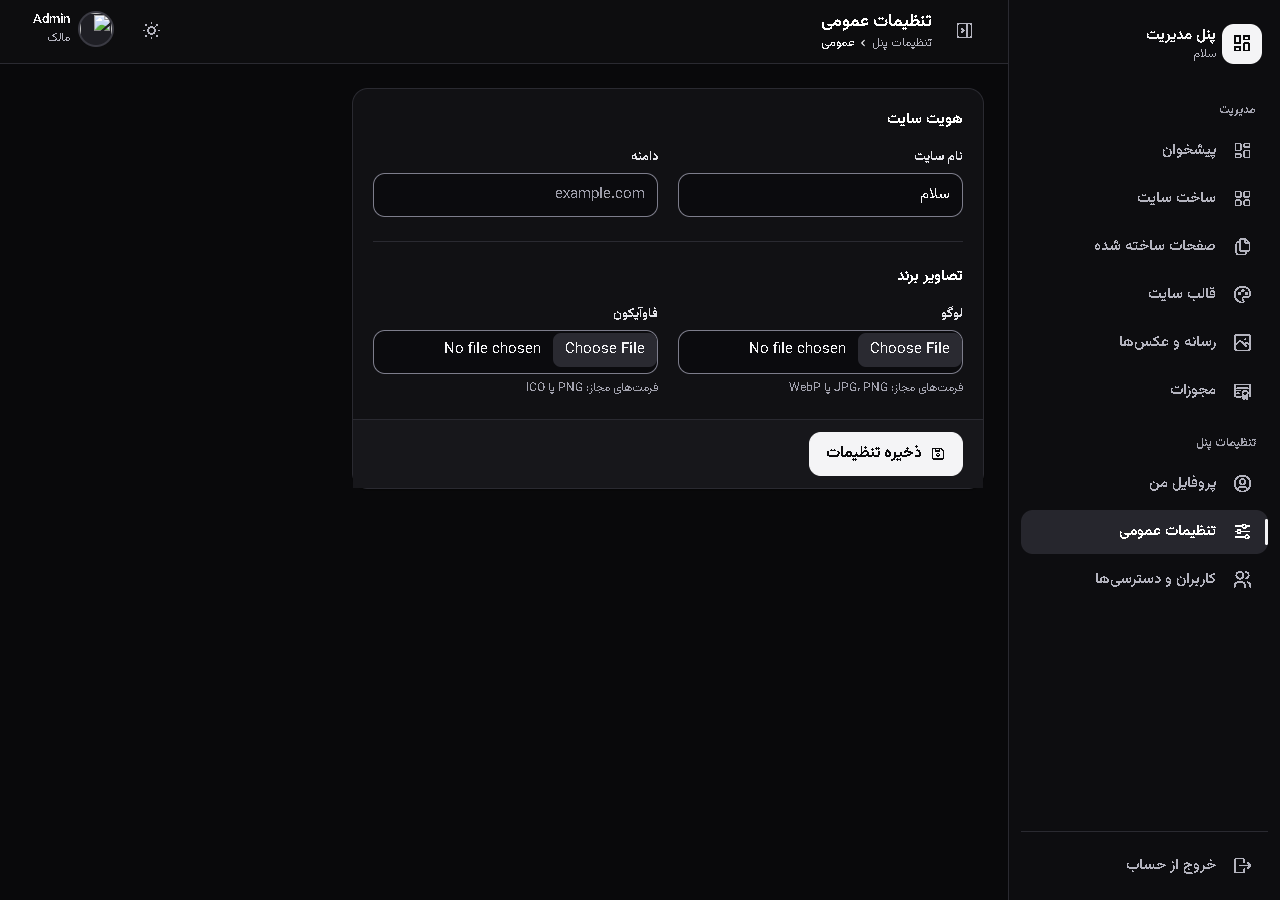 پنل مدیریت
سلام
مدیریت
پیشخوان
ساخت سایت
صفحات ساخته شده
قالب سایت
رسانه و عکس‌ها
مجوزات
تنظیمات پنل
پروفایل من
تنظیمات عمومی
کاربران و دسترسی‌ها
خروج از حساب
تنظیمات عمومی
تنظیمات پنل › عمومی
Admin
مالک
هویت سایت
نام سایت
سلام
دامنه
example.com
تصاویر برند
لوگو
Choose File No file chosen
فرمت‌های مجاز: JPG، PNG یا WebP
فاوآیکون
Choose File No file chosen
فرمت‌های مجاز: PNG یا ICO
ذخیره تنظیمات